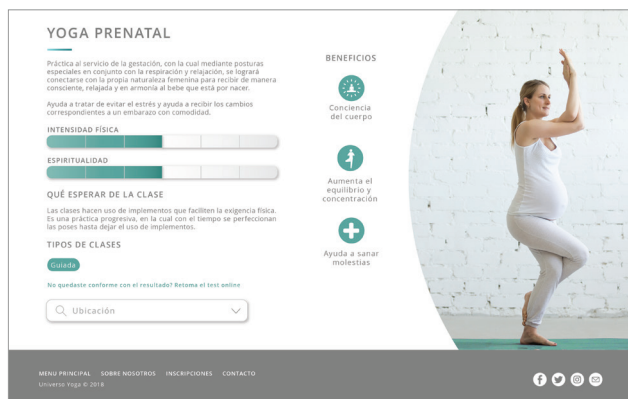 YOGA PRENATAL
Práctica al servicio de la gestación, con la cual mediante posturas
especiales en conjunto con la respiración y relajación, se logrará
conectarse con la propia naturaleza femenina para recibir de manera
consciente, relajada y en armonía al bebe que está por nacer.
Ayuda a tratar de evitar el estrés y ayuda a recibir los cambios
correspondientes a un embarazo con comodidad.
INTENSIDAD FÍSICA
ESPIRITUALIDAD
QUÉ ESPERAR DE LA CLASE
Las clases hacen uso de implementos que faciliten la exigencia física.
Es una práctica progresiva, en la cual con el tiempo se perfeccionan
las poses hasta dejar el uso de implementos.
TIPOS DE CLASES
Guiada
No quedaste conforme con el resultado? Retoma el test online
Ubicación
BENEFICIOS
Conciencia
del cuerpo
Aumenta el
equilibrio y
concentración
Ayuda a sanar
molestias
MENU PRINCIPAL SOBRE NOSOTROS INSCRIPCIONES CONTACTO
Universo Yoga © 2018